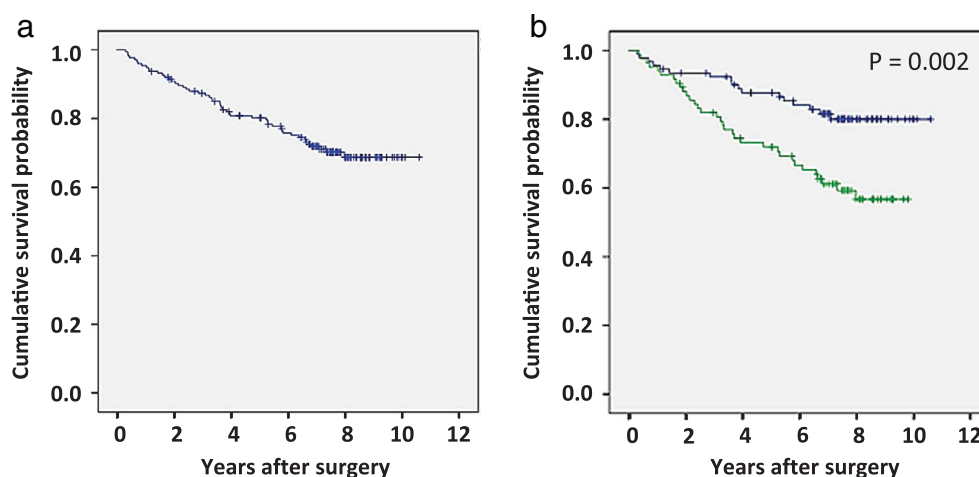 a
Cumulative survival probability
1.0
0.8
0.6
0.4
0.2
0.0
0 2 4 6 8 10 12
Years after surgery
b
P = 0.002
Cumulative survival probability
1.0
0.8
0.6
0.4
0.2
0.0
0 2 4 6 8 10 12
Years after surgery